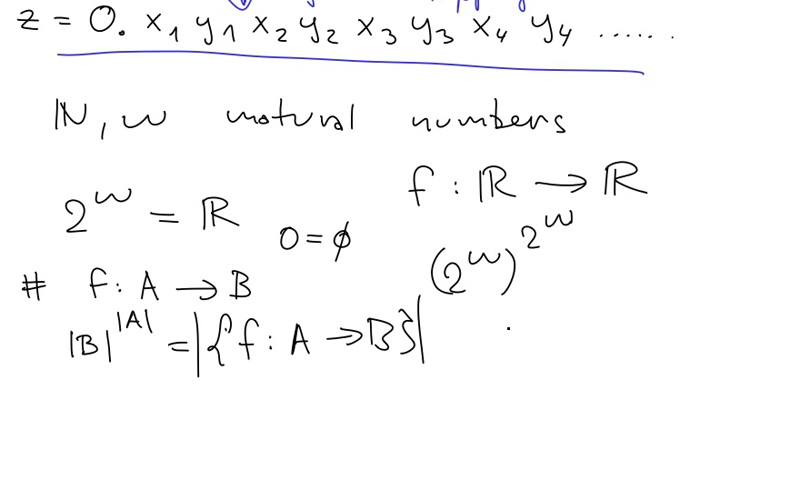 z = 0. x₁ y₁ x₂ y₂ x₃ y₃ x₄ y₄ ......
ℕ, ω natural numbers
f : ℝ → ℝ
2^ω = ℝ
0 = ∅
(2^ω)^2^ω
# f : A → B
|B|^|A| = |{f : A → B}|